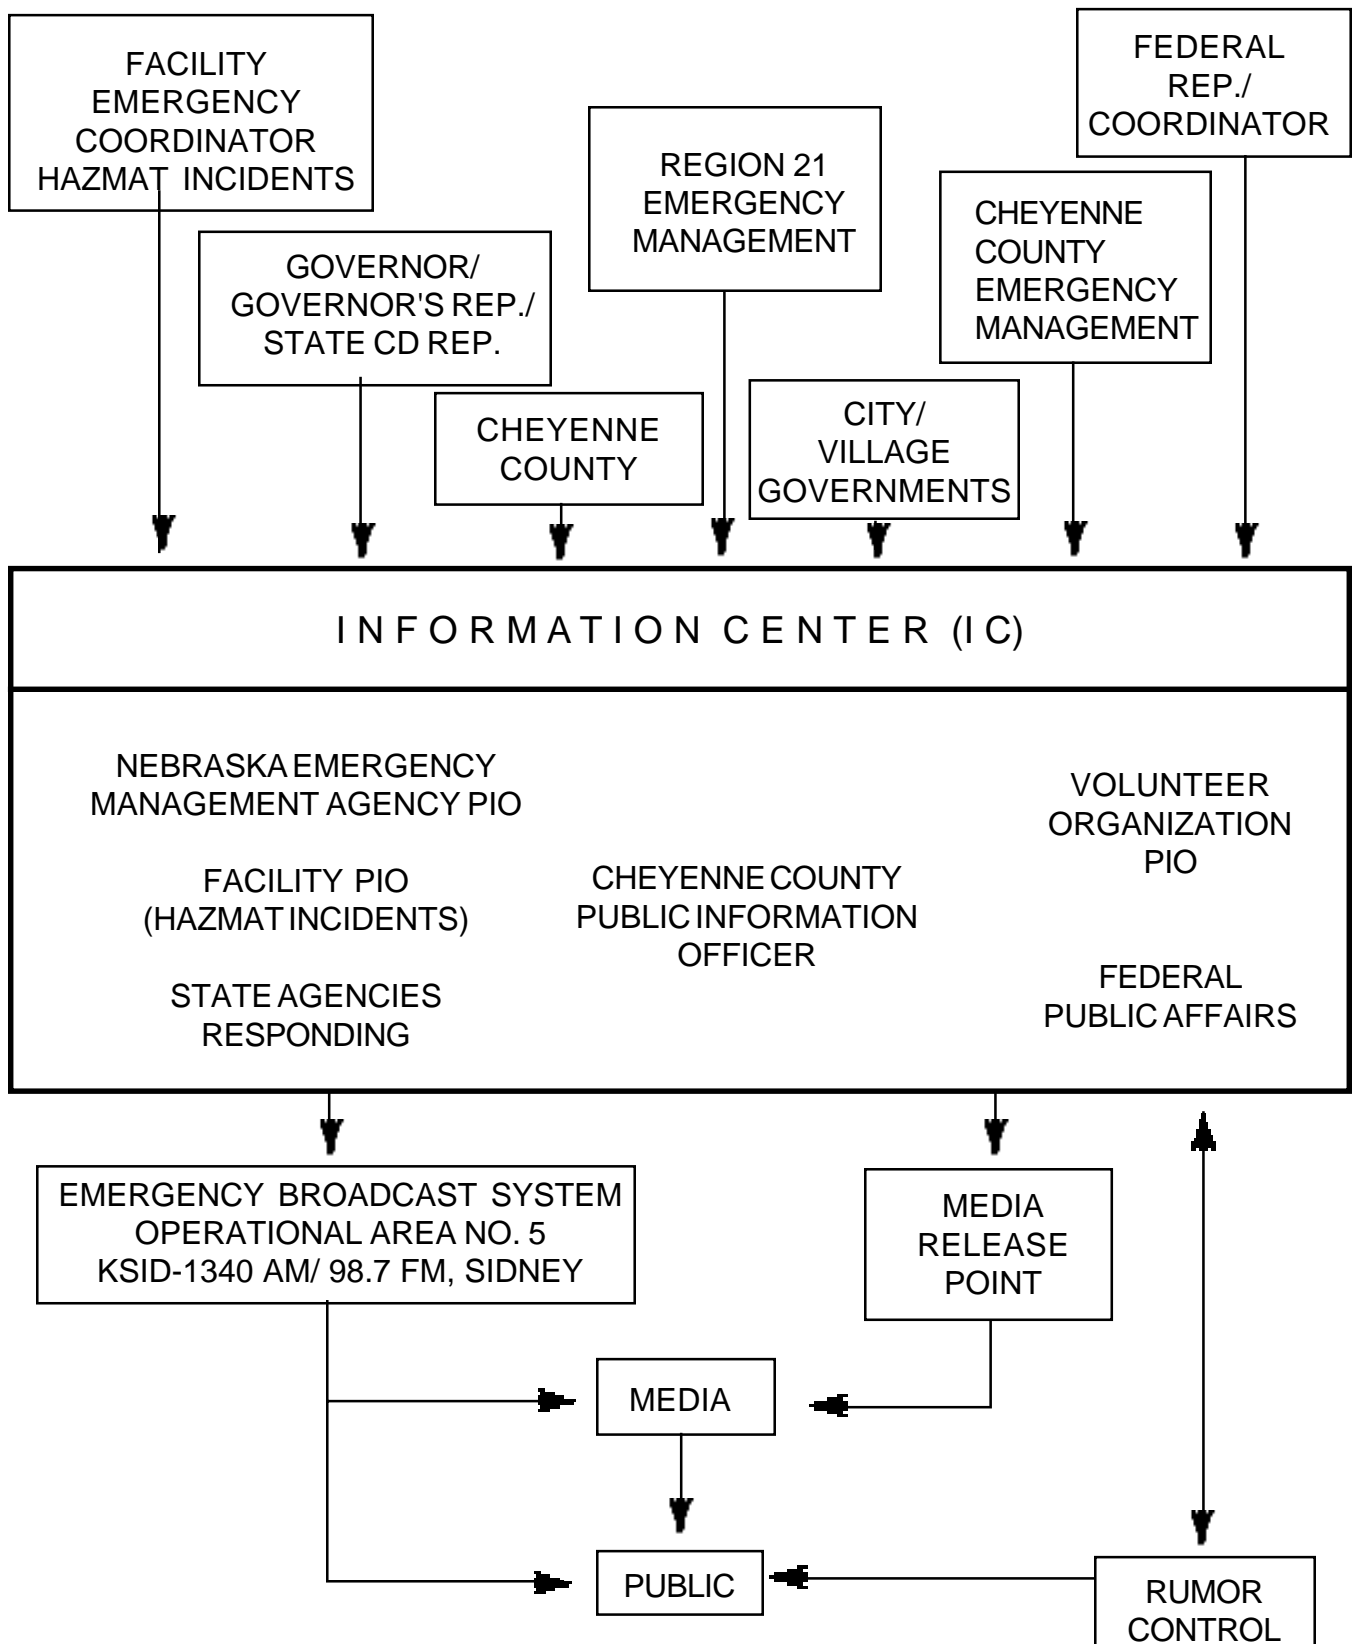 FACILITY
EMERGENCY
COORDINATOR
HAZMAT INCIDENTS
GOVERNOR/
GOVERNOR'S REP./
STATE CD REP.
CHEYENNE
COUNTY
REGION 21
EMERGENCY
MANAGEMENT
CITY/
VILLAGE
GOVERNMENTS
CHEYENNE
COUNTY
EMERGENCY
MANAGEMENT
FEDERAL
REP./
COORDINATOR
INFORMATION CENTER (IC)
NEBRASKA EMERGENCY
MANAGEMENT AGENCY PIO
FACILITY PIO
(HAZMAT INCIDENTS)
STATE AGENCIES
RESPONDING
CHEYENNE COUNTY
PUBLIC INFORMATION
OFFICER
VOLUNTEER
ORGANIZATION
PIO
FEDERAL
PUBLIC AFFAIRS
EMERGENCY BROADCAST SYSTEM
OPERATIONAL AREA NO. 5
KSID-1340 AM/ 98.7 FM, SIDNEY
MEDIA
RELEASE
POINT
MEDIA
PUBLIC
RUMOR
CONTROL